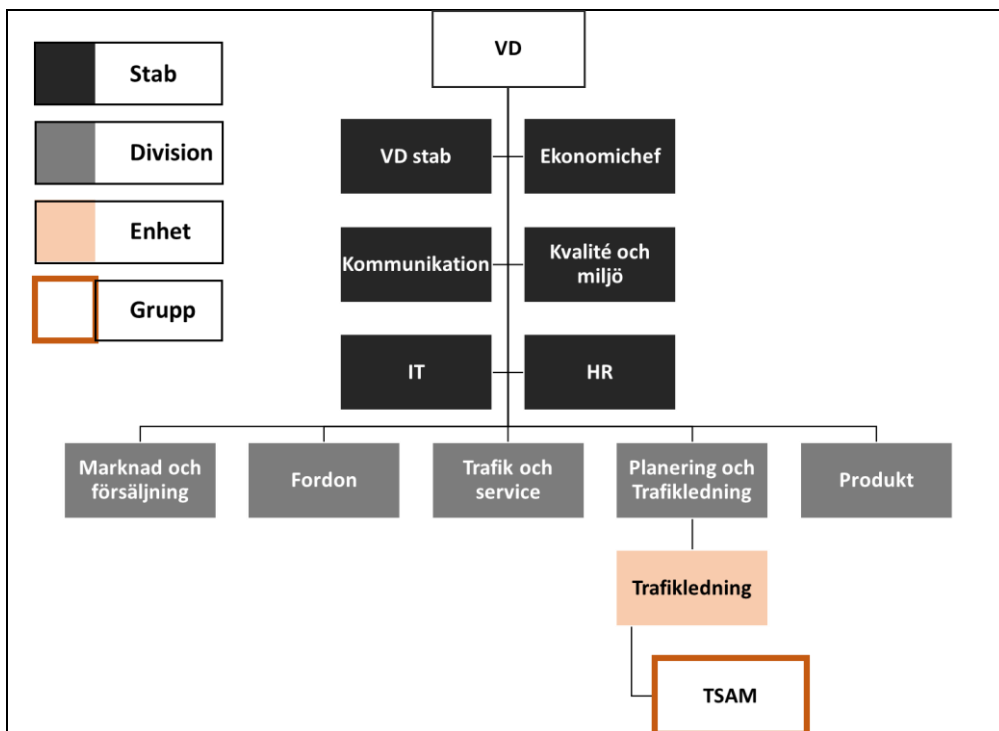 Stab
Division
Enhet
Grupp
VD
VD stab
Ekonomichef
Kommunikation
Kvalité och
miljö
IT
HR
Marknad och
försäljning
Fordon
Trafik och
service
Planering och
Trafikledning
Produkt
Trafikledning
TSAM